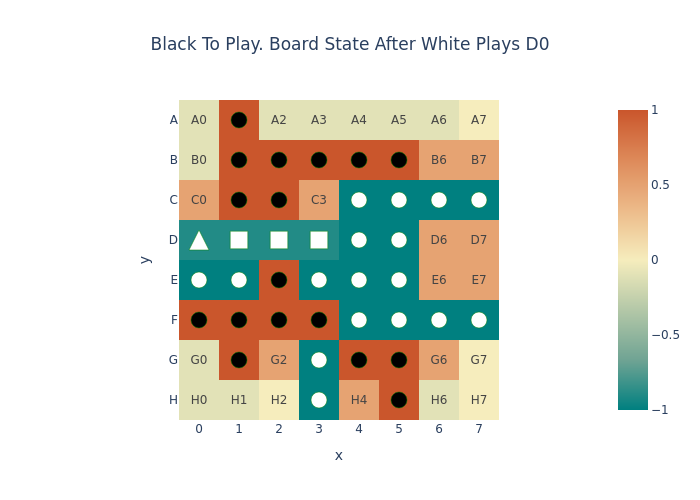 Black To Play. Board State After White Plays D0
A A0 A2 A3 A4 A5 A6 A7
B B0 B6 B7
C C0 C3
D D6 D7
E E6 E7
F
G G0 G2 G6 G7
H H0 H1 H2 H4 H6 H7
0 1 2 3 4 5 6 7
x
y
1
0.5
0
−0.5
−1